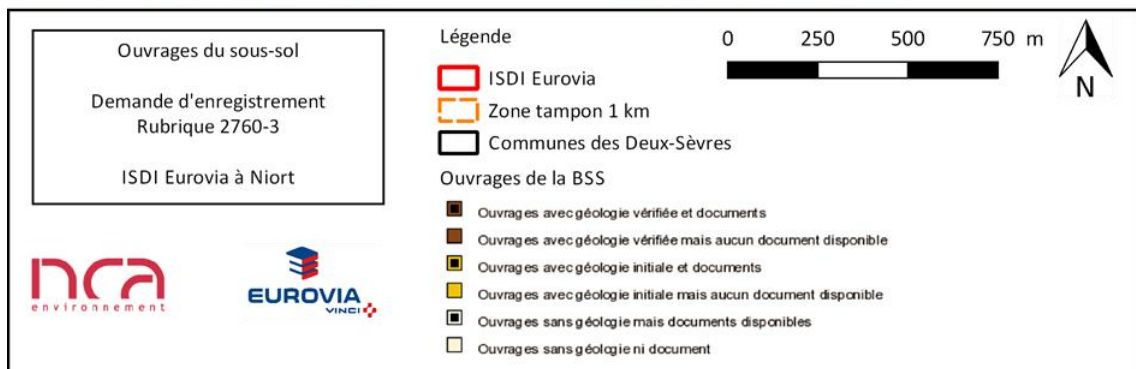 Ouvrages du sous-sol
Demande d'enregistrement
Rubrique 2760-3
ISDI Eurovia à Niort
nca
environnement
EUROVIA
VINCI
Légende
ISDI Eurovia
Zone tampon 1 km
Communes des Deux-Sèvres
Ouvrages de la BSS
Ouvrages avec géologie vérifiée et documents
Ouvrages avec géologie vérifiée mais aucun document disponible
Ouvrages avec géologie initiale et documents
Ouvrages avec géologie initiale mais aucun document disponible
Ouvrages sans géologie mais documents disponibles
Ouvrages sans géologie ni document
0 250 500 750 m
N